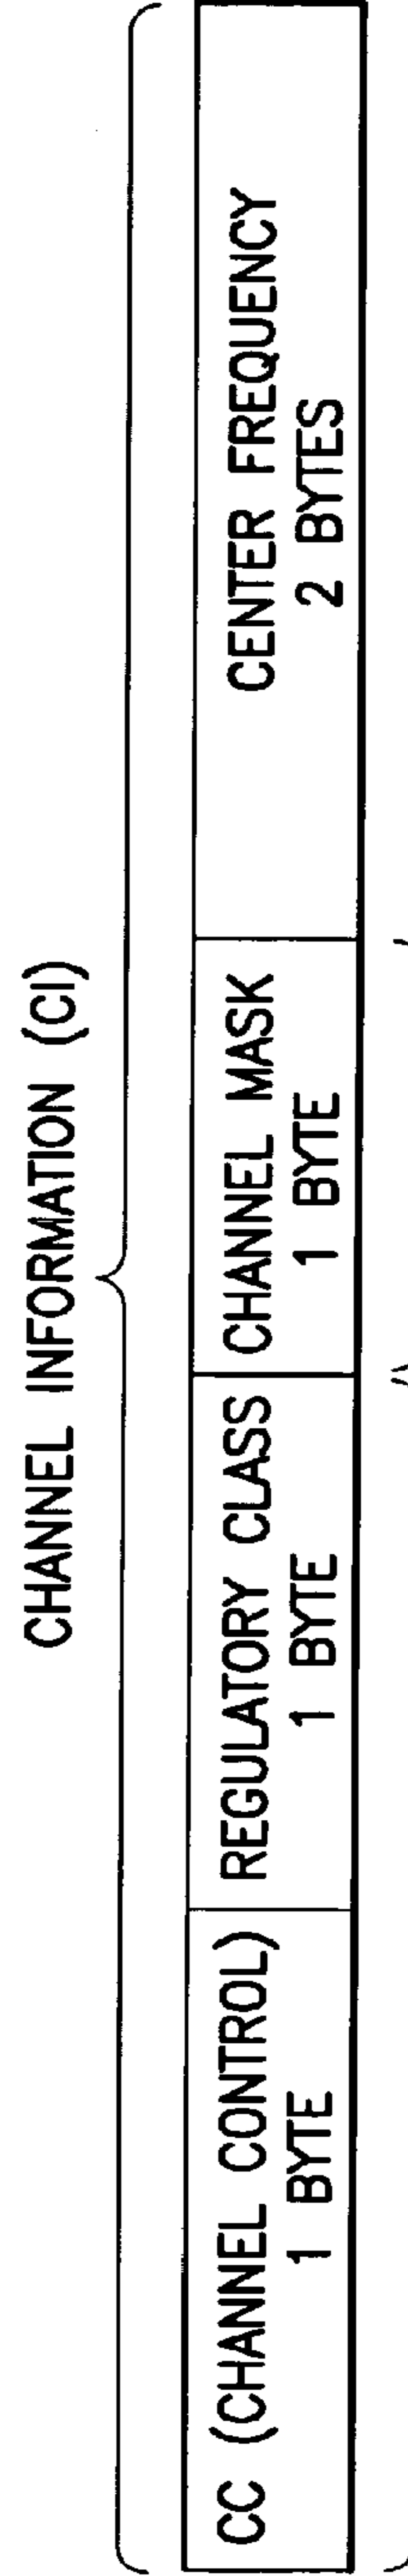 CHANNEL INFORMATION (CI)
CC (CHANNEL CONTROL)
1 BYTE
REGULATORY CLASS
1 BYTE
CHANNEL MASK
1 BYTE
CENTER FREQUENCY
2 BYTES